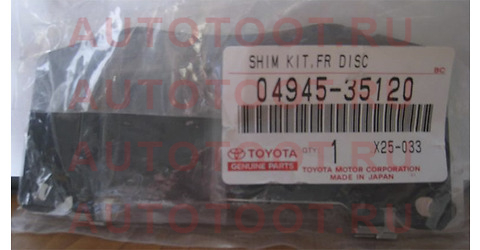 AUTOTOOT.RU
SHIM KIT,FR DISC
BC
04945-35120
TOYOTA
GENUINE PARTS
QTY. 1 X25-033
TOYOTA MOTOR CORPORATION
MADE IN JAPAN